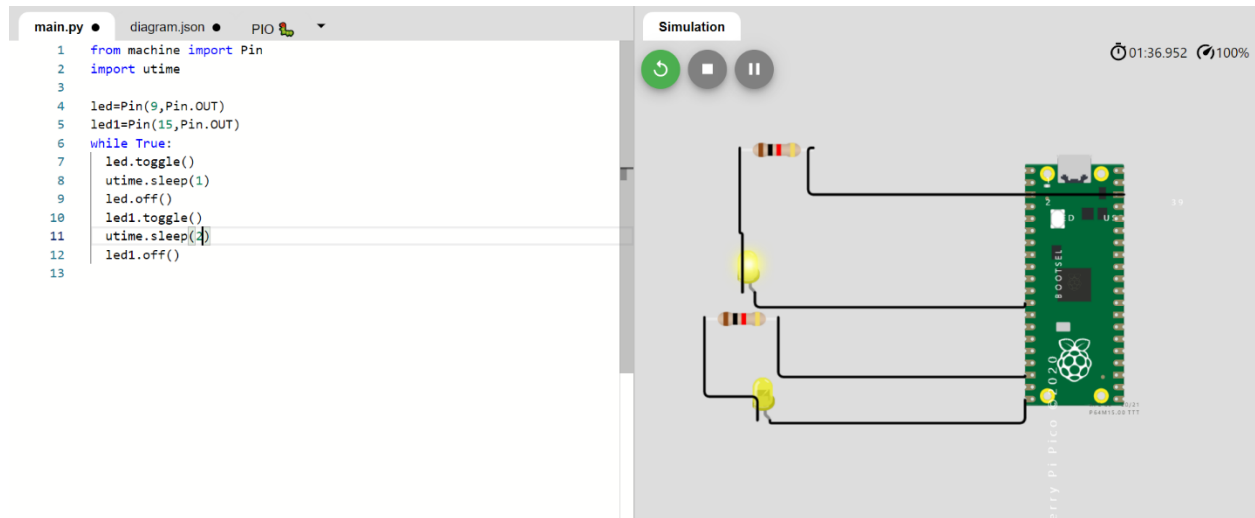 main.py ● diagram.json ● PIO
Simulation
01:36.952 100%
1 from machine import Pin
2 import utime
3
4 led=Pin(9,Pin.OUT)
5 led1=Pin(15,Pin.OUT)
6 while True:
7 led.toggle()
8 utime.sleep(1)
9 led.off()
10 led1.toggle()
11 utime.sleep(2)
12 led1.off()
13
2
39
BOOTSEL